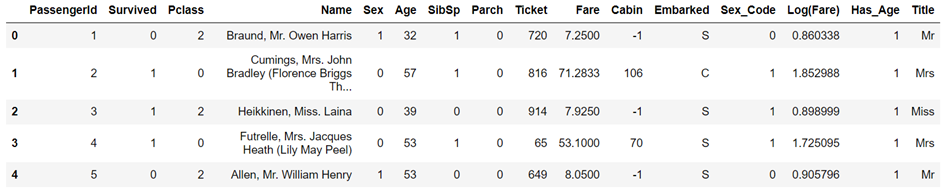 PassengerId Survived Pclass Name Sex Age SibSp Parch Ticket Fare Cabin Embarked Sex_Code Log(Fare) Has_Age Title
0 1 0 2 Braund, Mr. Owen Harris 1 32 1 0 720 7.2500 -1 S 0 0.860338 1 Mr
Cumings, Mrs. John
1 2 1 0 Bradley (Florence Briggs 0 57 1 0 816 71.2833 106 C 1 1.852988 1 Mrs
Th...
2 3 1 2 Heikkinen, Miss. Laina 0 39 0 0 914 7.9250 -1 S 1 0.898999 1 Miss
3 4 1 0 Futrelle, Mrs. Jacques 0 53 1 0 65 53.1000 70 S 1 1.725095 1 Mrs
Heath (Lily May Peel)
4 5 0 2 Allen, Mr. William Henry 1 53 0 0 649 8.0500 -1 S 0 0.905796 1 Mr